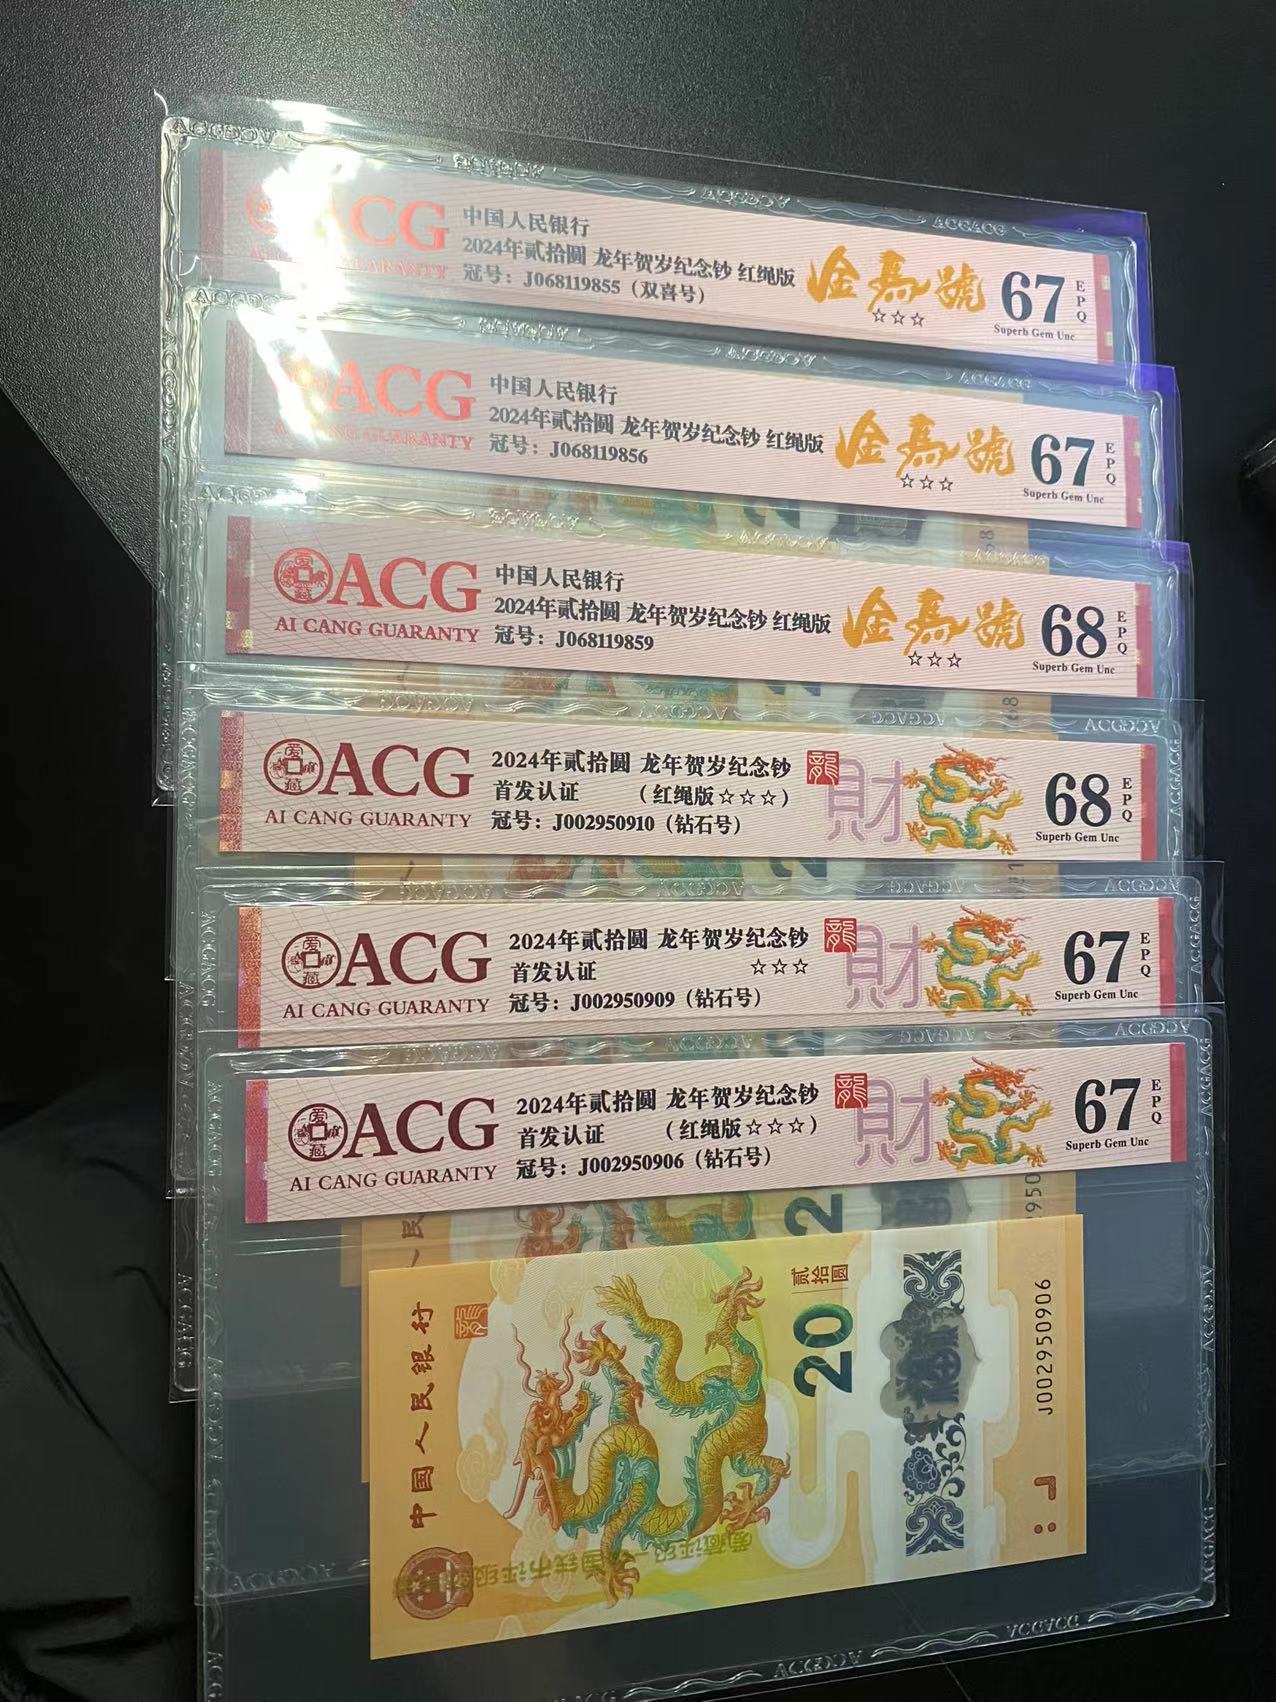 ACG
中国人民银行
2024年贰拾圆 龙年贺岁纪念钞 红绳版
冠号：J068119855（双喜号）
金馬號
☆☆☆
67
EPQ
Superb Gem Unc
ACG
中国人民银行
2024年贰拾圆 龙年贺岁纪念钞 红绳版
冠号：J068119856
金馬號
☆☆☆
67
EPQ
Superb Gem Unc
ACG
AI CANG GUARANTY
中国人民银行
2024年贰拾圆 龙年贺岁纪念钞 红绳版
冠号：J068119859
金馬號
☆☆☆
68
EPQ
Superb Gem Unc
ACG
AI CANG GUARANTY
2024年贰拾圆 龙年贺岁纪念钞
首发认证 （红绳版☆☆☆）
冠号：J002950910（钻石号）
龍
財
68
EPQ
Superb Gem Unc
ACG
AI CANG GUARANTY
2024年贰拾圆 龙年贺岁纪念钞
首发认证 ☆☆☆
冠号：J002950909（钻石号）
龍
財
67
EPQ
Superb Gem Unc
ACG
AI CANG GUARANTY
2024年贰拾圆 龙年贺岁纪念钞
首发认证 （红绳版☆☆☆）
冠号：J002950906（钻石号）
龍
財
67
EPQ
Superb Gem Unc
中国人民银行
20
贰拾圆
J002950906